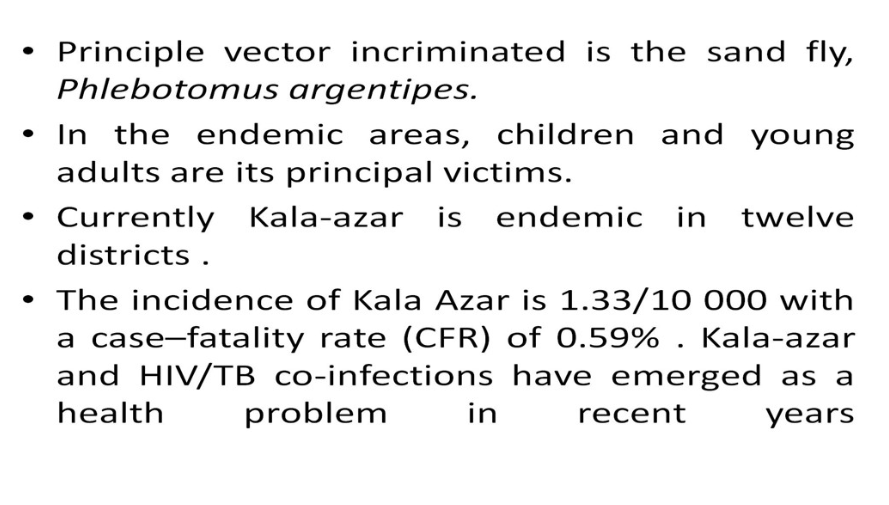 • Principle vector incriminated is the sand fly,
Phlebotomus argentipes.
• In the endemic areas, children and young
adults are its principal victims.
• Currently Kala-azar is endemic in twelve
districts .
• The incidence of Kala Azar is 1.33/10 000 with
a case–fatality rate (CFR) of 0.59% . Kala-azar
and HIV/TB co-infections have emerged as a
health problem in recent years